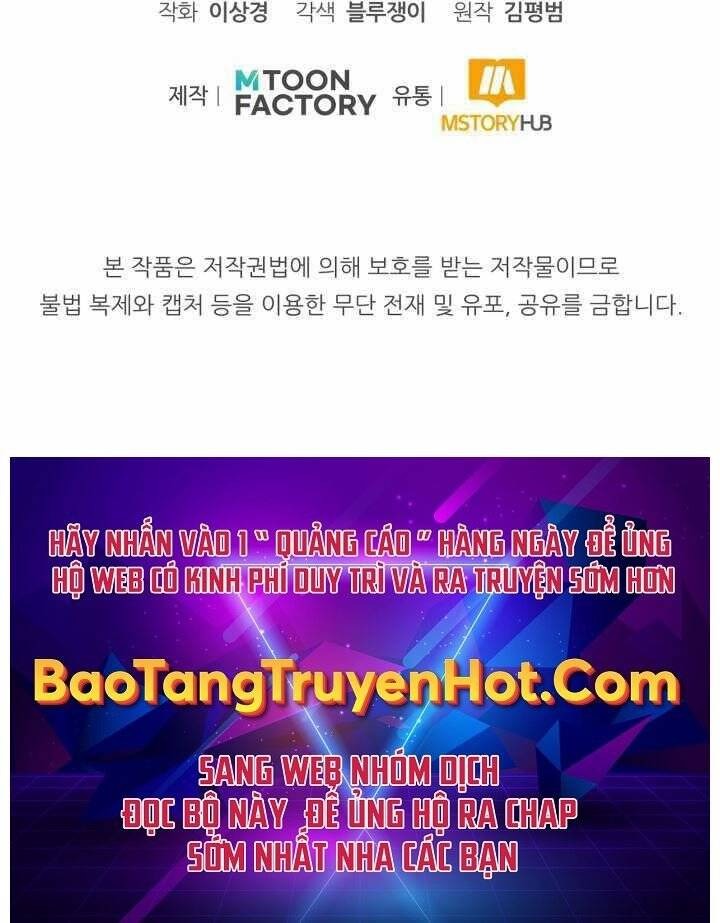 작화 이상경 각색 블루쟁이 원작 김평범
제작 | MTOON FACTORY 유통 | MSTORYHUB
본 작품은 저작권법에 의해 보호를 받는 저작물이므로
불법 복제와 캡처 등을 이용한 무단 전재 및 유포, 공유를 금합니다.
HÃY NHẤN VÀO 1 “ QUẢNG CÁO ” HÀNG NGÀY ĐỂ ỦNG
HỘ WEB CÓ KINH PHÍ DUY TRÌ VÀ RA TRUYỆN SỚM HƠN
BaoTangTruyenHot.Com
SANG WEB NHÓM DỊCH
ĐỌC BỘ NÀY ĐỂ ỦNG HỘ RA CHAP
SỚM NHẤT NHA CÁC BẠN